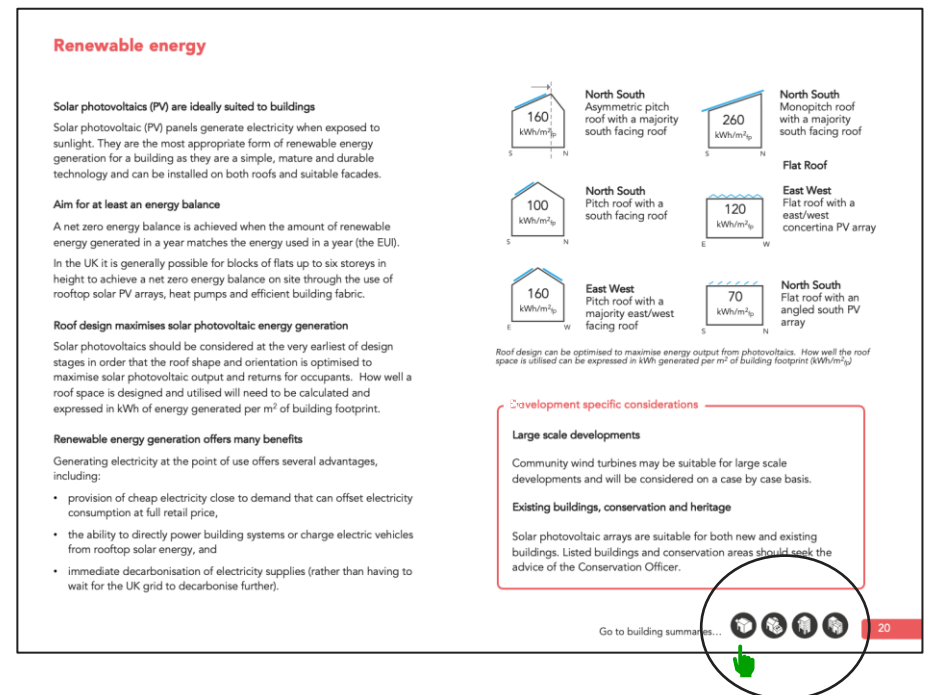 Renewable energy
Solar photovoltaics (PV) are ideally suited to buildings
Solar photovoltaic (PV) panels generate electricity when exposed to
sunlight. They are the most appropriate form of renewable energy
generation for a building as they are a simple, mature and durable
technology and can be installed on both roofs and suitable facades.
Aim for at least an energy balance
A net zero energy balance is achieved when the amount of renewable
energy generated in a year matches the energy used in a year (the EUI).
In the UK it is generally possible for blocks of flats up to six storeys in
height to achieve a net zero energy balance on site through the use of
rooftop solar PV arrays, heat pumps and efficient building fabric.
Roof design maximises solar photovoltaic energy generation
Solar photovoltaics should be considered at the very earliest of design
stages in order that the roof shape and orientation is optimised to
maximise solar photovoltaic output and returns for occupants. How well a
roof space is designed and utilised will need to be calculated and
expressed in kWh of energy generated per m² of building footprint.
Renewable energy generation offers many benefits
Generating electricity at the point of use offers several advantages,
including:
• provision of cheap electricity close to demand that can offset electricity
consumption at full retail price,
• the ability to directly power building systems or charge electric vehicles
from rooftop solar energy, and
• immediate decarbonisation of electricity supplies (rather than having to
wait for the UK grid to decarbonise further).
160
kWh/m²fp
S N
North South
Asymmetric pitch
roof with a majority
south facing roof
260
kWh/m²fp
S N
North South
Monopitch roof
with a majority
south facing roof
100
kWh/m²fp
S N
North South
Pitch roof with a
south facing roof
Flat Roof
120
kWh/m²fp
E W
East West
Flat roof with a
east/west
concertina PV array
160
kWh/m²fp
E W
East West
Pitch roof with a
majority east/west
facing roof
70
kWh/m²fp
S N
North South
Flat roof with an
angled south PV
array
Roof design can be optimised to maximise energy output from photovoltaics. How well the roof
space is utilised can be expressed in kWh generated per m² of building footprint (kWh/m²fp)
Development specific considerations
Large scale developments
Community wind turbines may be suitable for large scale
developments and will be considered on a case by case basis.
Existing buildings, conservation and heritage
Solar photovoltaic arrays are suitable for both new and existing
buildings. Listed buildings and conservation areas should seek the
advice of the Conservation Officer.
Go to building summaries...
20